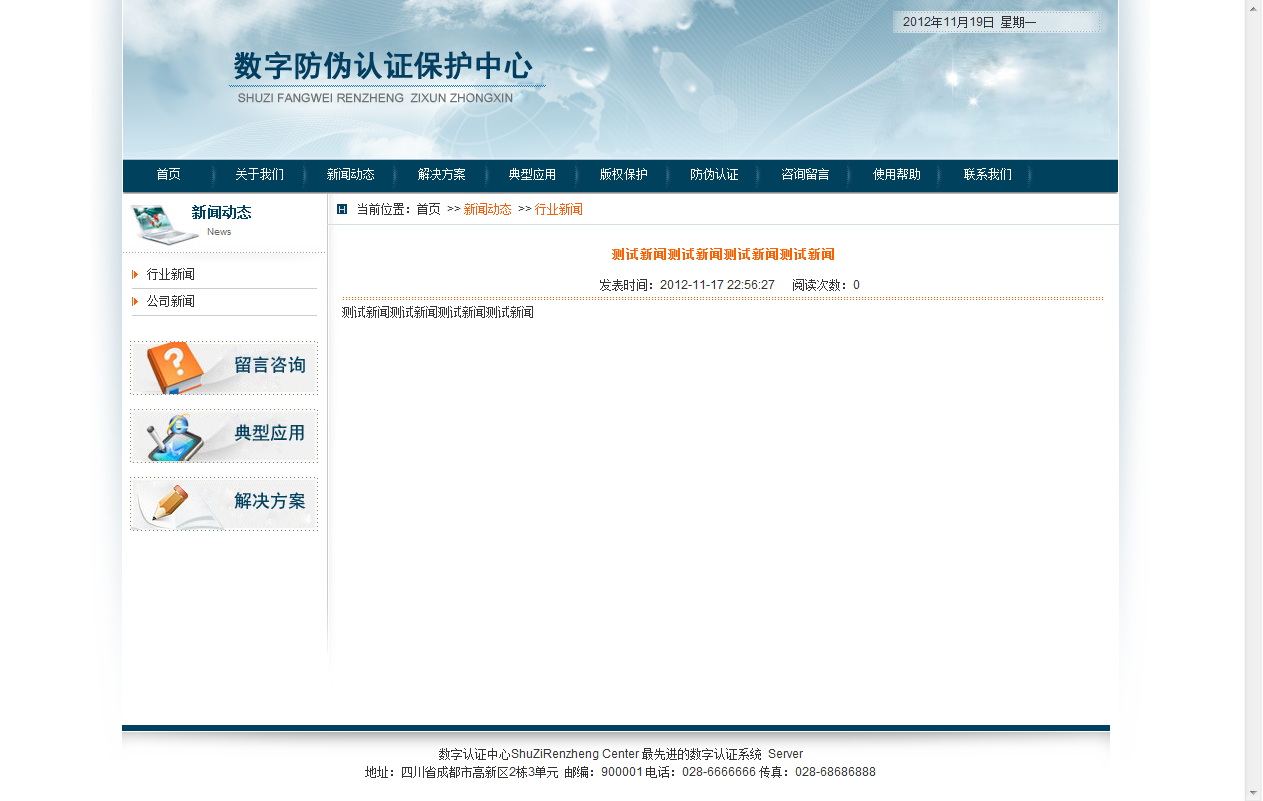 2012年11月19日 星期一
数字防伪认证保护中心
SHUZI FANGWEI RENZHENG ZIXUN ZHONGXIN
首页 关于我们 新闻动态 解决方案 典型应用 版权保护 防伪认证 咨询留言 使用帮助 联系我们
新闻动态
News
行业新闻
公司新闻
留言咨询
典型应用
解决方案
当前位置：首页 >> 新闻动态 >> 行业新闻
测试新闻测试新闻测试新闻测试新闻
发表时间：2012-11-17 22:56:27 阅读次数：0
测试新闻测试新闻测试新闻测试新闻
数字认证中心ShuZiRenzheng Center 最先进的数字认证系统 Server
地址：四川省成都市高新区2栋3单元 邮编：900001 电话：028-6666666 传真：028-68686888